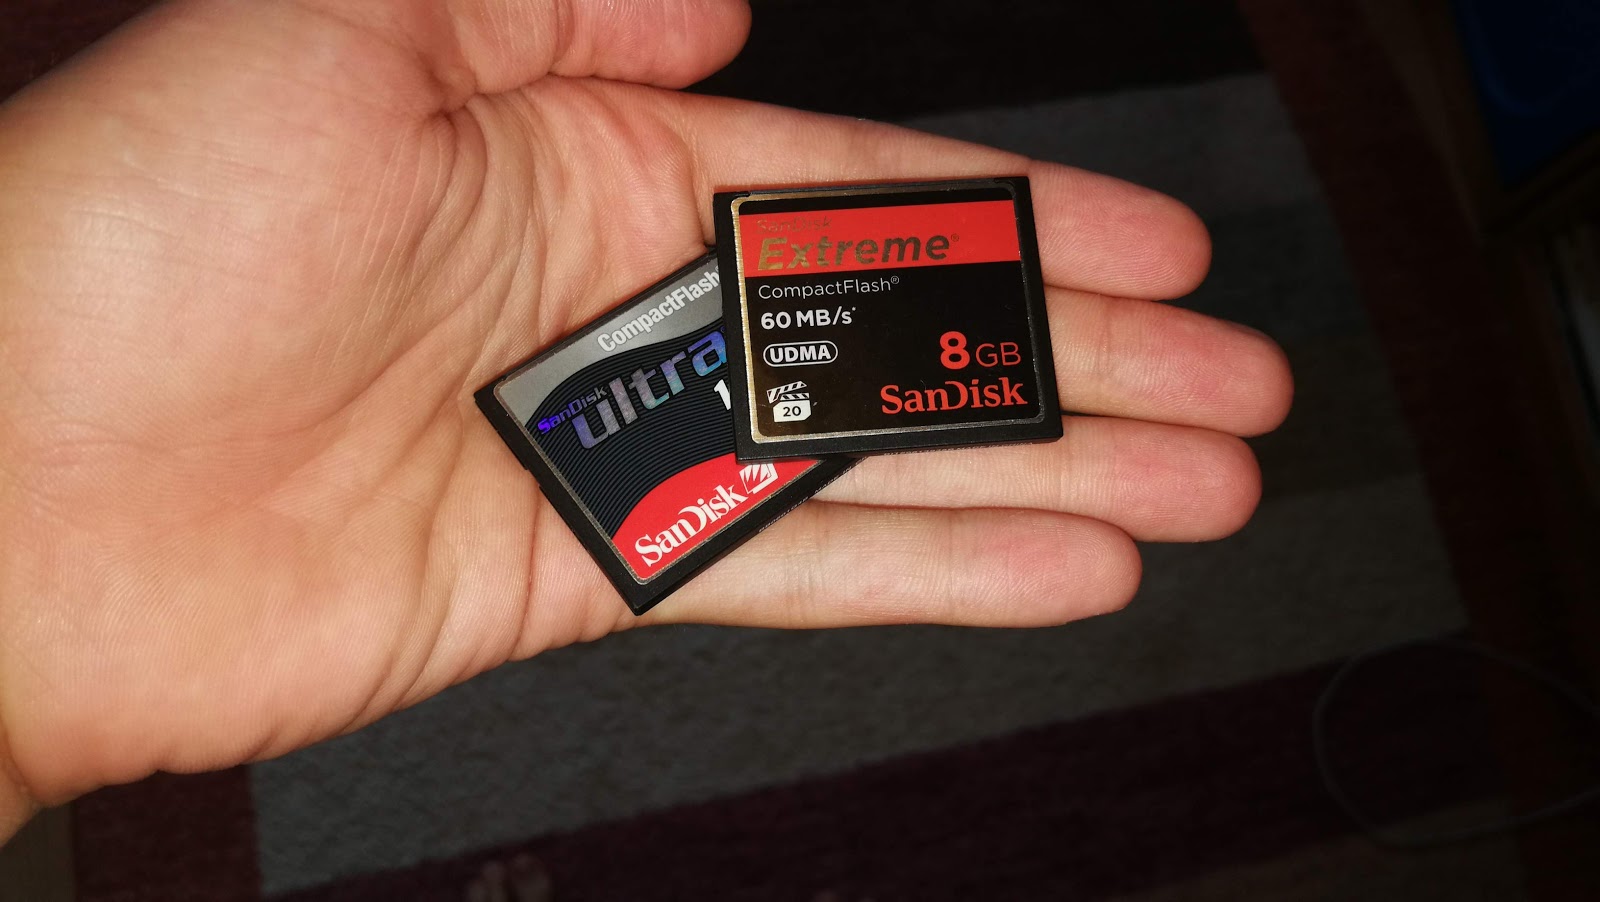 SanDisk
Extreme®
CompactFlash®
60 MB/s*
UDMA
8 GB
20
SanDisk
CompactFlash
SanDisk
ultra
SanDisk